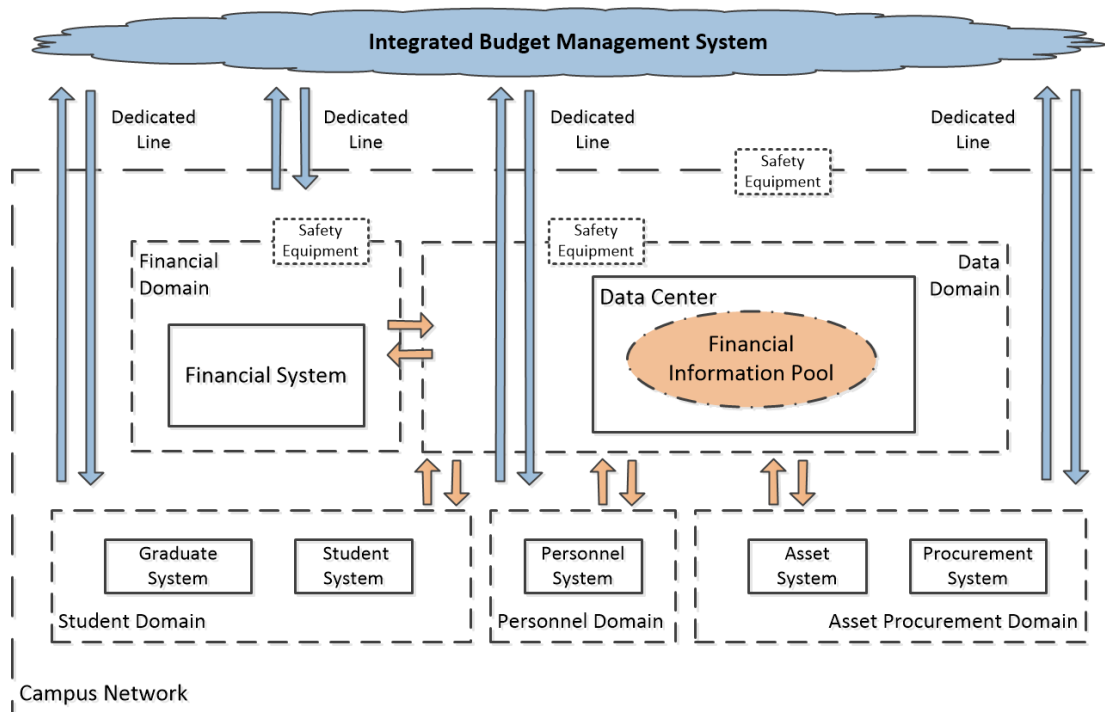 Integrated Budget Management System
Dedicated
Line
Dedicated
Line
Dedicated
Line
Dedicated
Line
Safety
Equipment
Safety
Equipment
Safety
Equipment
Financial
Domain
Data
Domain
Data Center
Financial
Information Pool
Financial System
Graduate
System
Student
System
Personnel
System
Asset
System
Procurement
System
Student Domain
Personnel Domain
Asset Procurement Domain
Campus Network